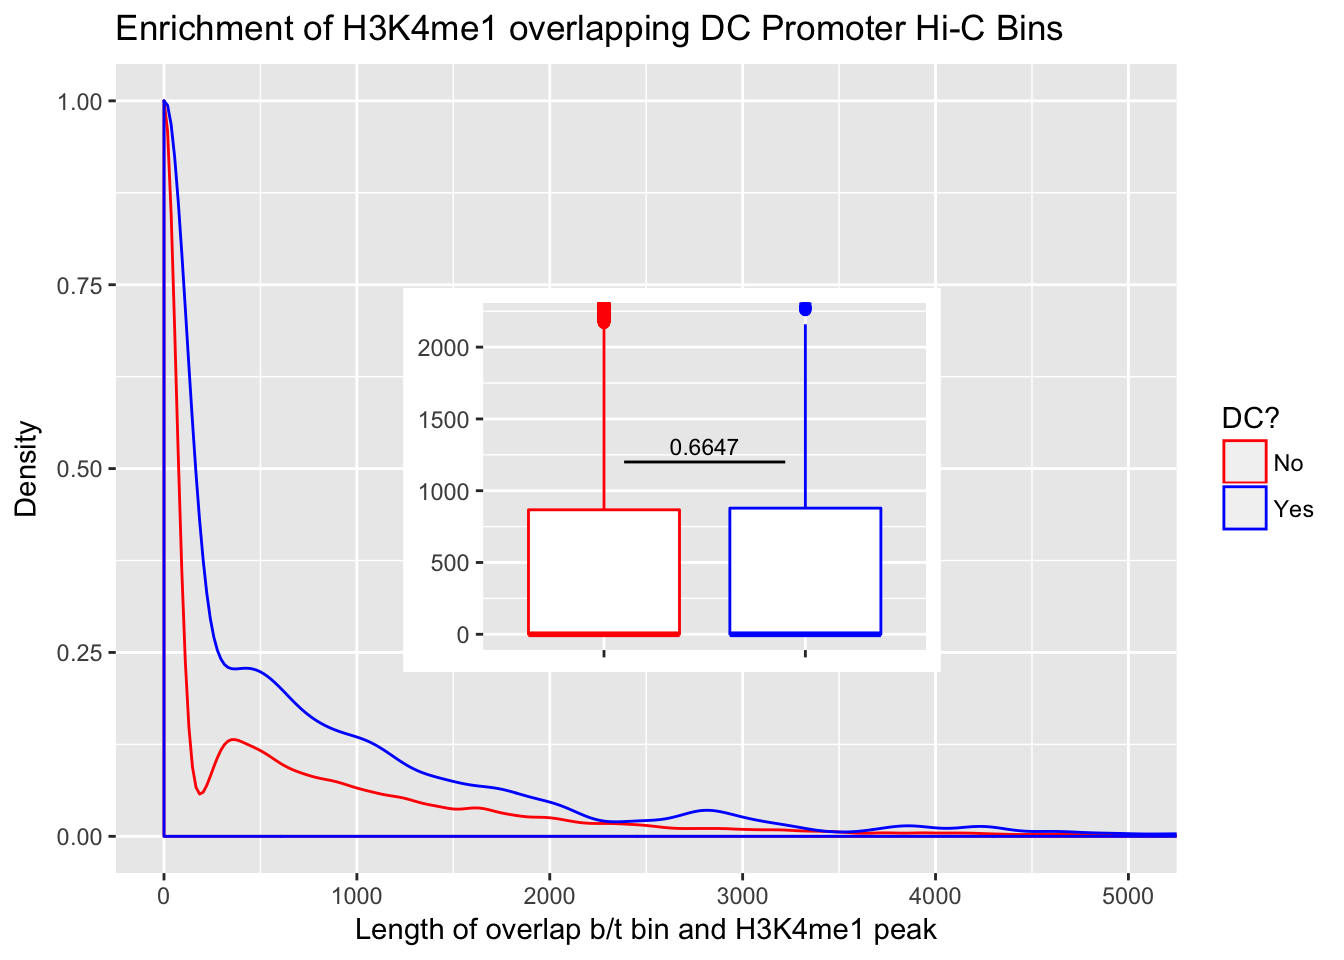 Enrichment of H3K4me1 overlapping DC Promoter Hi-C Bins
Density
1.00
0.75
0.50
0.25
0.00
2000
1500
1000
500
0
0.6647
DC?
No
Yes
0 1000 2000 3000 4000 5000
Length of overlap b/t bin and H3K4me1 peak